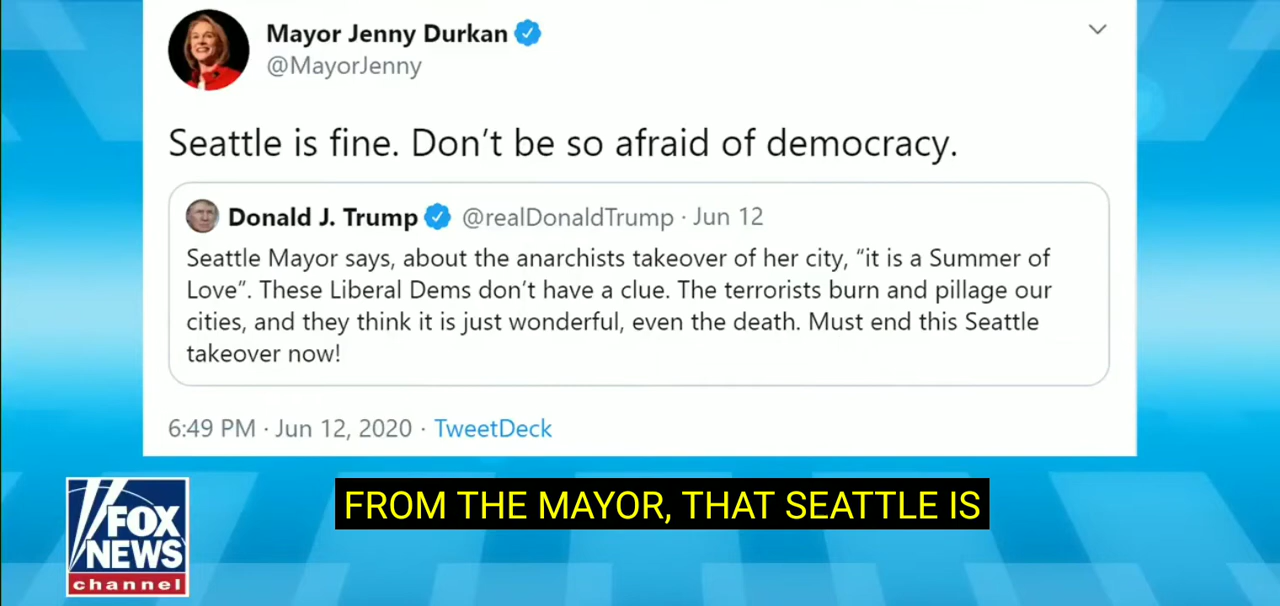 Mayor Jenny Durkan
@MayorJenny
Seattle is fine. Don’t be so afraid of democracy.
Donald J. Trump @realDonaldTrump · Jun 12
Seattle Mayor says, about the anarchists takeover of her city, “it is a Summer of
Love”. These Liberal Dems don’t have a clue. The terrorists burn and pillage our
cities, and they think it is just wonderful, even the death. Must end this Seattle
takeover now!
6:49 PM · Jun 12, 2020 · TweetDeck
FROM THE MAYOR, THAT SEATTLE IS
FOX
NEWS
channel